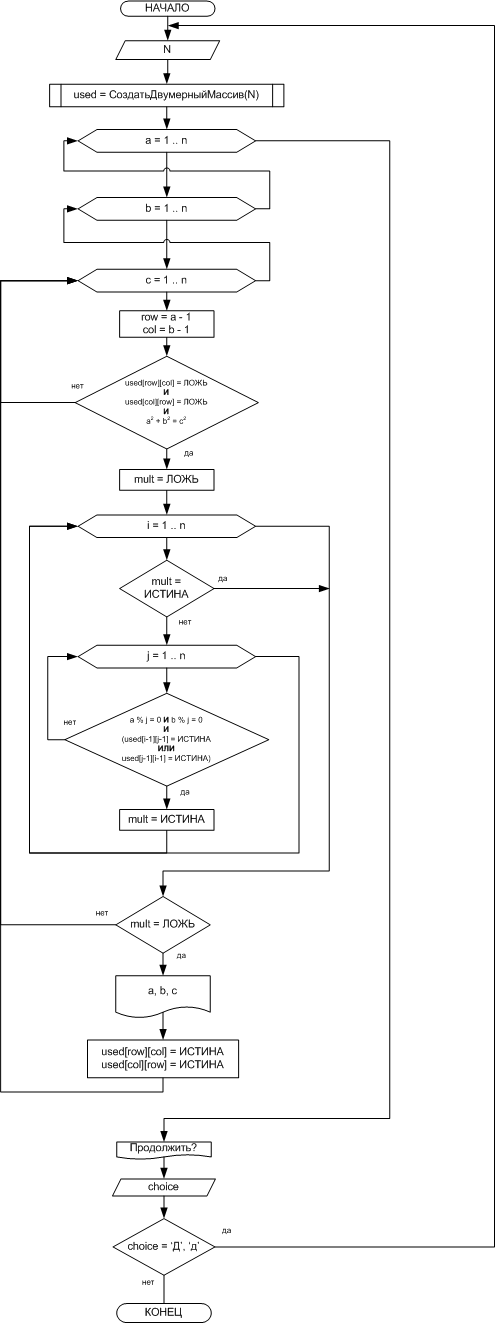 НАЧАЛО
N
used = СоздатьДвумерныйМассив(N)
a = 1 .. n
b = 1 .. n
c = 1 .. n
row = a - 1
col = b - 1
нет
used[row][col] = ЛОЖЬ
И
used[col][row] = ЛОЖЬ
И
a² + b² = c²
да
mult = ЛОЖЬ
i = 1 .. n
mult =
ИСТИНА
да
нет
j = 1 .. n
a % j = 0 И b % j = 0
И
(used[i-1][j-1] = ИСТИНА
ИЛИ
used[j-1][i-1] = ИСТИНА)
нет
да
mult = ИСТИНА
mult = ЛОЖЬ
нет
да
a, b, c
used[row][col] = ИСТИНА
used[col][row] = ИСТИНА
Продолжить?
choice
choice = 'Д', 'д'
да
нет
КОНЕЦ